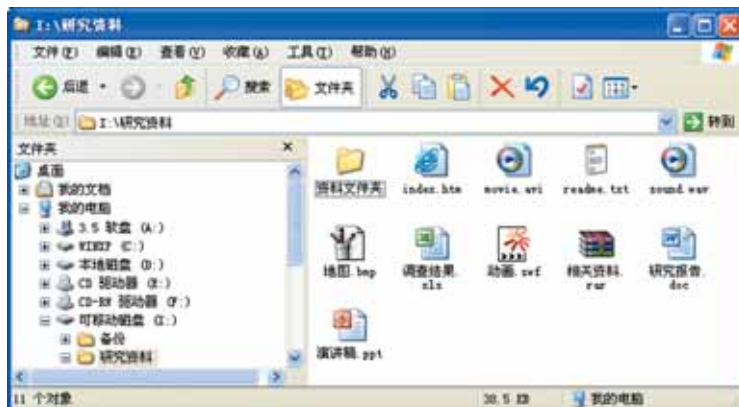 I:\研究资料
文件(F) 编辑(E) 查看(V) 收藏(A) 工具(T) 帮助(H)
后退 搜索 文件夹
地址(D) I:\研究资料 转到
文件夹 ×
桌面
我的文档
我的电脑
3.5 软盘 (A:)
WINXP (C:)
本地磁盘 (D:)
CD 驱动器 (E:)
CD-RW 驱动器 (F:)
可移动磁盘 (I:)
备份
研究资料
资料文件夹 index.htm movie.avi readme.txt sound.wav
地图.bmp 调查结果.xls 动画.swf 相关资料.rar 研究报告.doc
演讲稿.ppt
11 个对象 38.5 KB 我的电脑